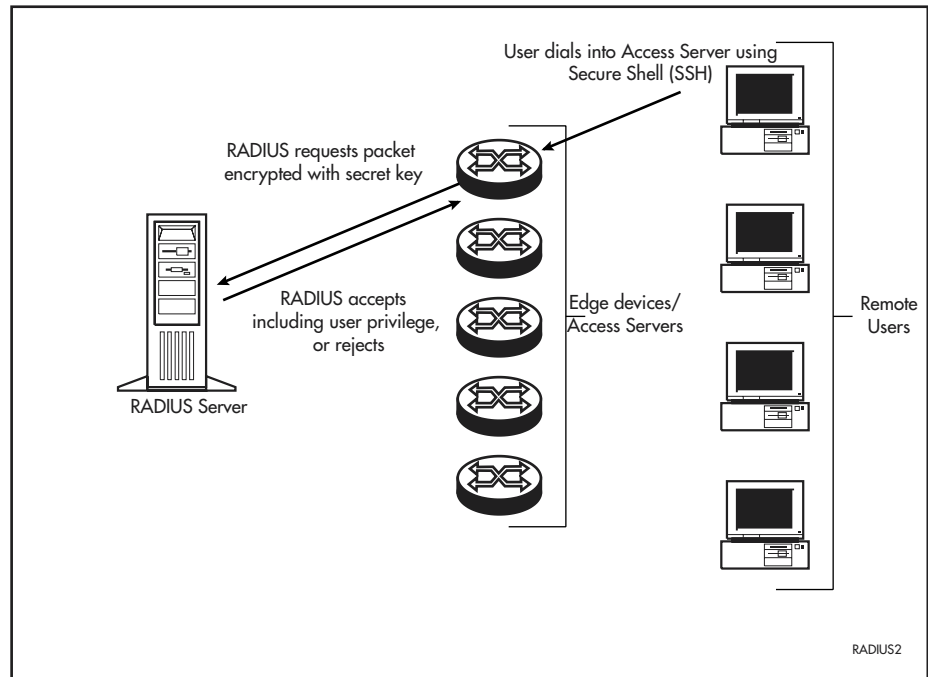 User dials into Access Server using
Secure Shell (SSH)
RADIUS requests packet
encrypted with secret key
RADIUS accepts
including user privilege,
or rejects
Edge devices/
Access Servers
Remote
Users
RADIUS Server
RADIUS2